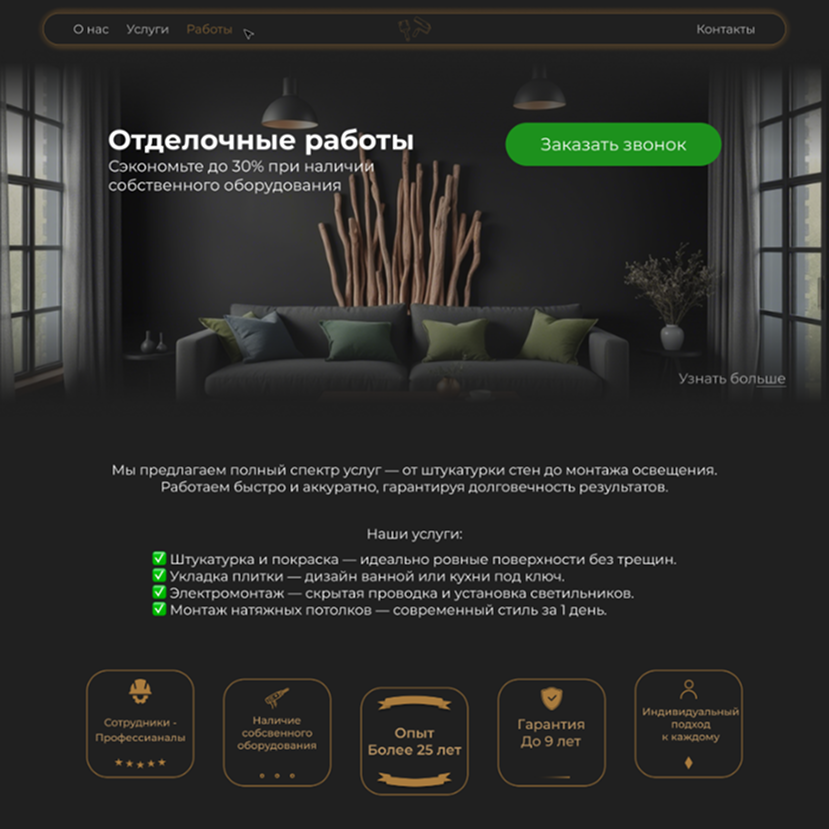 О нас Услуги Работы Контакты
Отделочные работы
Сэкономьте до 30% при наличии
собственного оборудования
Заказать звонок
Узнать больше
Мы предлагаем полный спектр услуг — от штукатурки стен до монтажа освещения.
Работаем быстро и аккуратно, гарантируя долговечность результатов.
Наши услуги:
✅ Штукатурка и покраска — идеально ровные поверхности без трещин.
✅ Укладка плитки — дизайн ванной или кухни под ключ.
✅ Электромонтаж — скрытая проводка и установка светильников.
✅ Монтаж натяжных потолков — современный стиль за 1 день.
Сотрудники -
Профессианалы
Наличие
собсвенного
оборудования
Опыт
Более 25 лет
Гарантия
До 9 лет
Индивидуальный
подход
к каждому